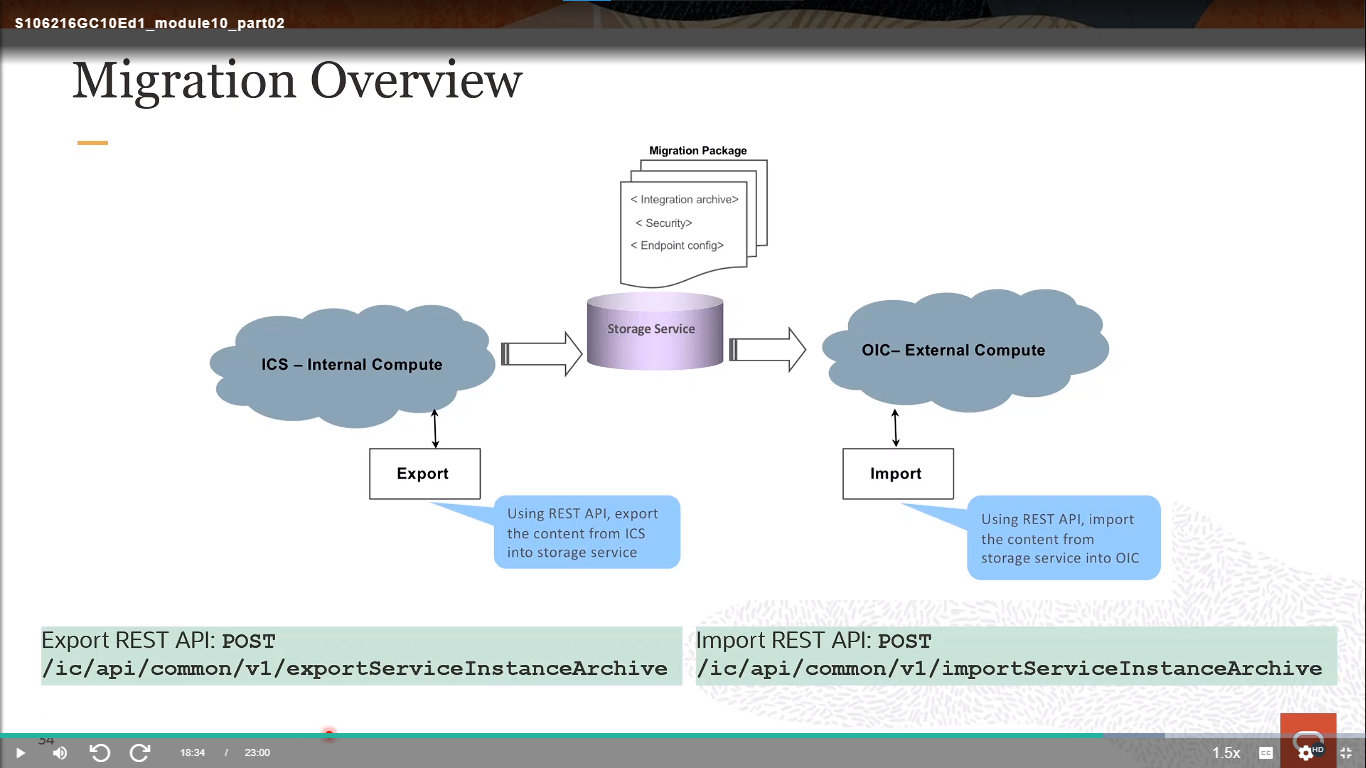 S106216GC10Ed1_module10_part02
Migration Overview
Migration Package
< Integration archive>
< Security>
< Endpoint config>
Storage Service
ICS – Internal Compute
OIC– External Compute
Export
Import
Using REST API, export
the content from ICS
into storage service
Using REST API, import
the content from
storage service into OIC
Export REST API: POST
/ic/api/common/v1/exportServiceInstanceArchive
Import REST API: POST
/ic/api/common/v1/importServiceInstanceArchive
34
18:34 / 23:00
1.5x
CC
HD